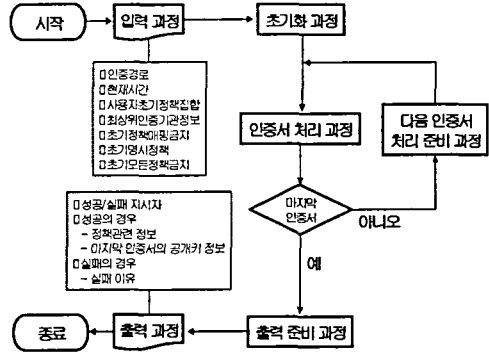 시작
입력 과정
초기화 과정
□인증경로
□현재시간
□사용자초기정책집합
□최상위인증기관정보
□초기정책매핑금지
□초기명시정책
□초기모든정책금지
인증서 처리 과정
다음 인증서
처리 준비 과정
마지막
인증서
아니오
예
□성공/실패 지시자
□성공의 경우
- 정책관련 정보
- 마지막 인증서의 공개키 정보
□실패의 경우
- 실패 이유
종료
출력 과정
출력 준비 과정